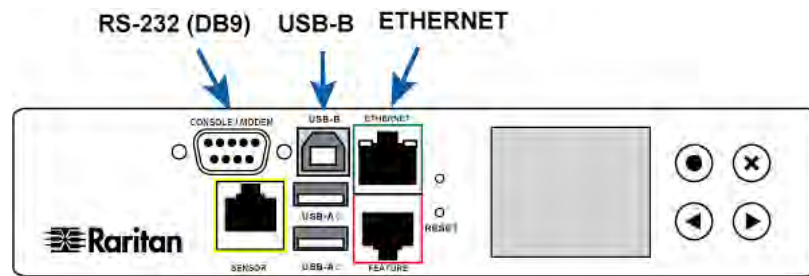 RS-232 (DB9) USB-B ETHERNET
CONSOLE / MODEM USB-B ETHERNET
USB-A
RESET
Raritan
SENSOR USB-A FEATURE